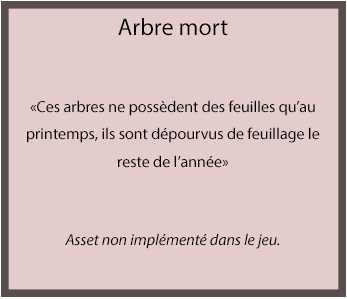 Arbre mort
«Ces arbres ne possèdent des feuilles qu’au
printemps, ils sont dépourvus de feuillage le
reste de l’année»
Asset non implémenté dans le jeu.